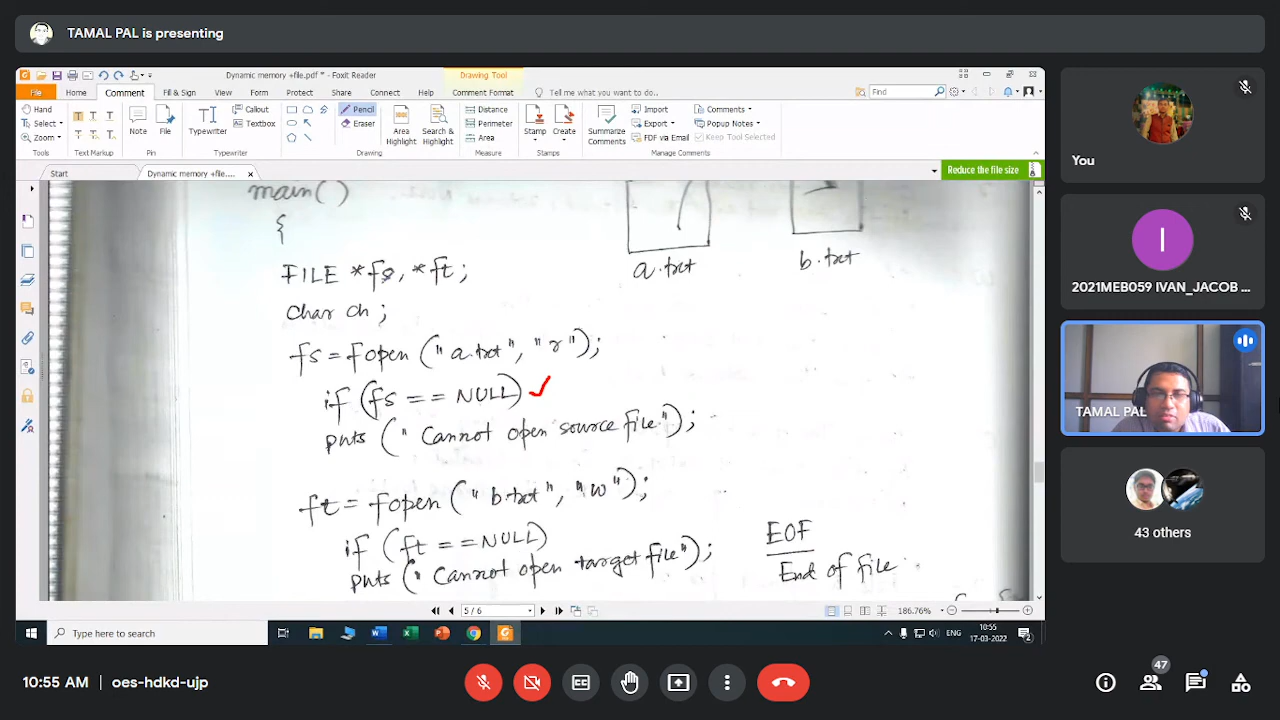 TAMAL PAL is presenting
Dynamic memory +file.pdf * - Foxit Reader
Drawing Tool
File Home Comment Fill & Sign View Form Protect Share Connect Help Comment Format Tell me what you want to do.. Find
Hand Select Zoom
Tools
Text Markup
Note File
Pin
Typewriter Callout Textbox
Typewriter
Pencil Eraser
Drawing
Area Highlight Search & Highlight
Distance Perimeter Area
Measure
Stamp Create
Stamps
Summarize Comments Import Export FDF via Email Comments Popup Notes Keep Tool Selected
Manage Comments
Start
Dynamic memory +file....
Reduce the file size
main()
{
FILE *fs, *ft;
char ch;
fs = fopen ("a.txt", "r");
if (fs == NULL)
puts (" Cannot open source file");
ft = fopen ("b.txt", "w");
if (ft ==NULL)
puts (" Cannot open target file");
a.txt
b.txt
EOF
End of file
5 / 6
186.76%
Type here to search
ENG
10:55
17-03-2022
2
You
I
2021MEB059 IVAN_JACOB ...
TAMAL PAL
43 others
10:55 AM | oes-hdkd-ujp
CC
47